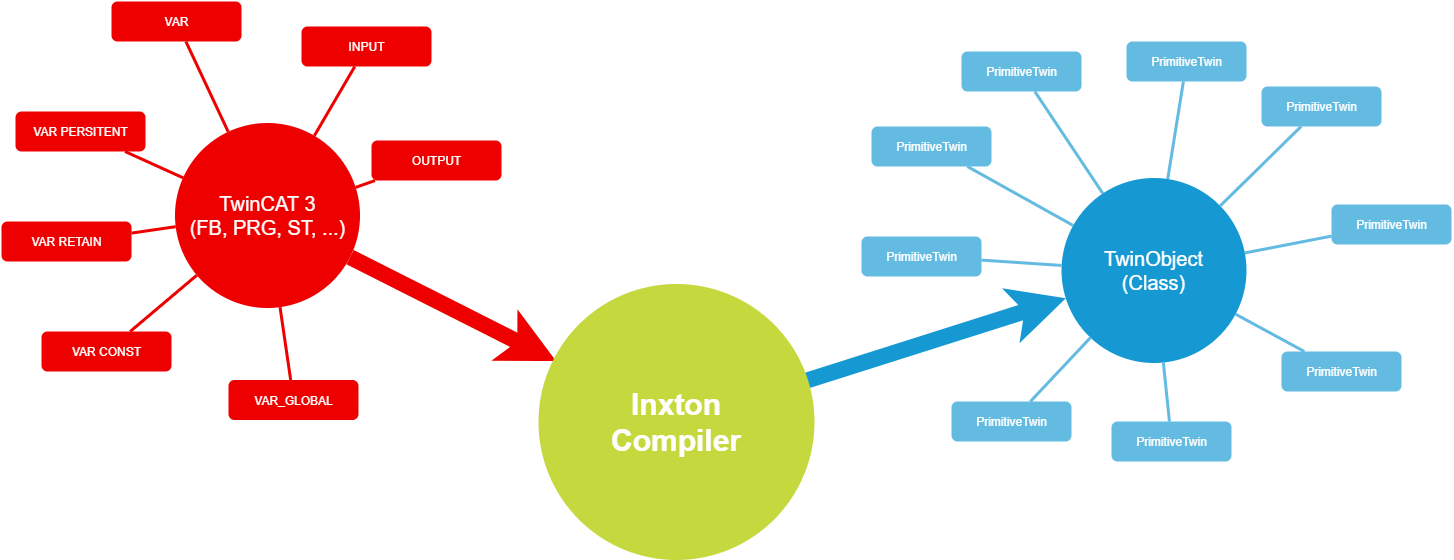 VAR
INPUT
VAR PERSITENT
OUTPUT
TwinCAT 3
(FB, PRG, ST, ...)
VAR RETAIN
VAR CONST
VAR_GLOBAL
Inxton
Compiler
PrimitiveTwin
PrimitiveTwin
PrimitiveTwin
PrimitiveTwin
PrimitiveTwin
PrimitiveTwin
TwinObject
(Class)
PrimitiveTwin
PrimitiveTwin
PrimitiveTwin